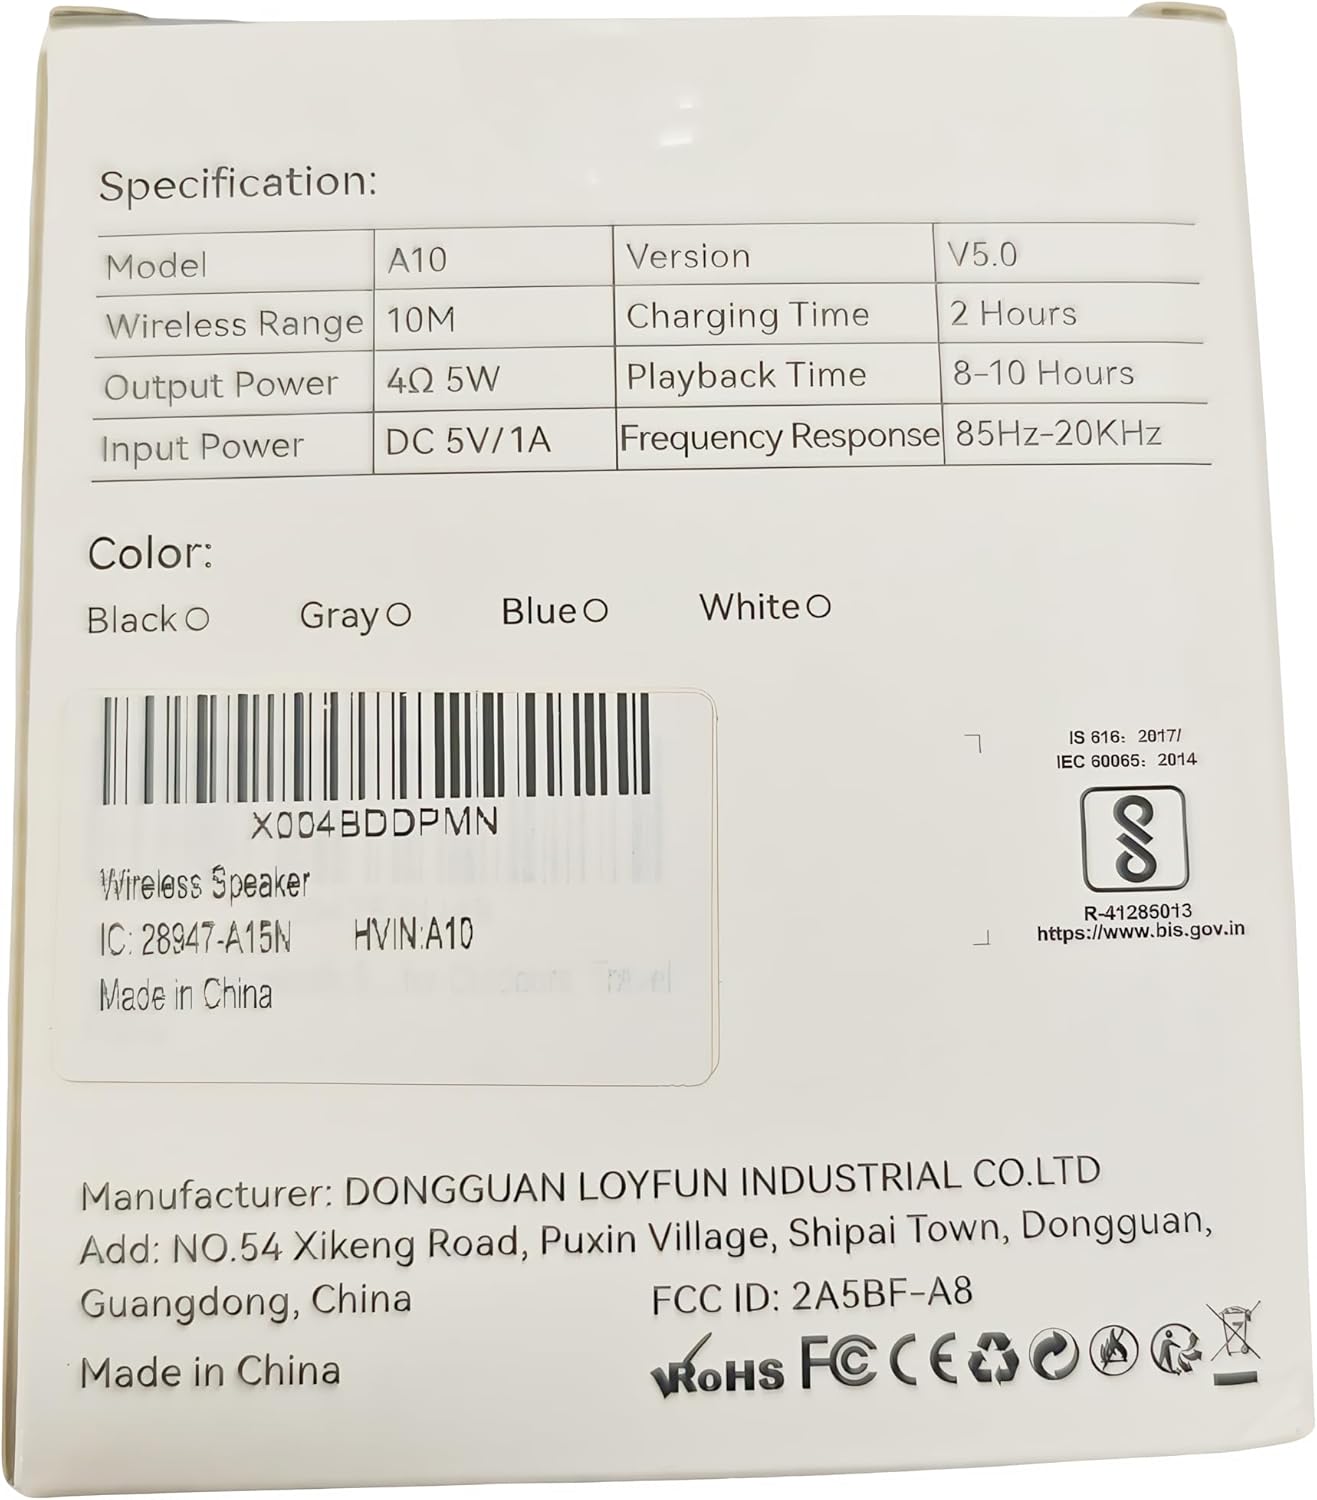 Specification:
Model A10 Version V5.0
Wireless Range 10M Charging Time 2 Hours
Output Power 4Ω 5W Playback Time 8-10 Hours
Input Power DC 5V/1A Frequency Response 85Hz-20KHz
Color:
Black Gray Blue White
X004BDDPMN
Wireless Speaker
IC: 28947-A15N HVIN:A10
Made in China
IS 616: 2017/
IEC 60065: 2014
R-41285013
https://www.bis.gov.in
Manufacturer: DONGGUAN LOYFUN INDUSTRIAL CO.LTD
Add: NO.54 Xikeng Road, Puxin Village, Shipai Town, Dongguan,
Guangdong, China FCC ID: 2A5BF-A8
Made in China RoHS FC CE